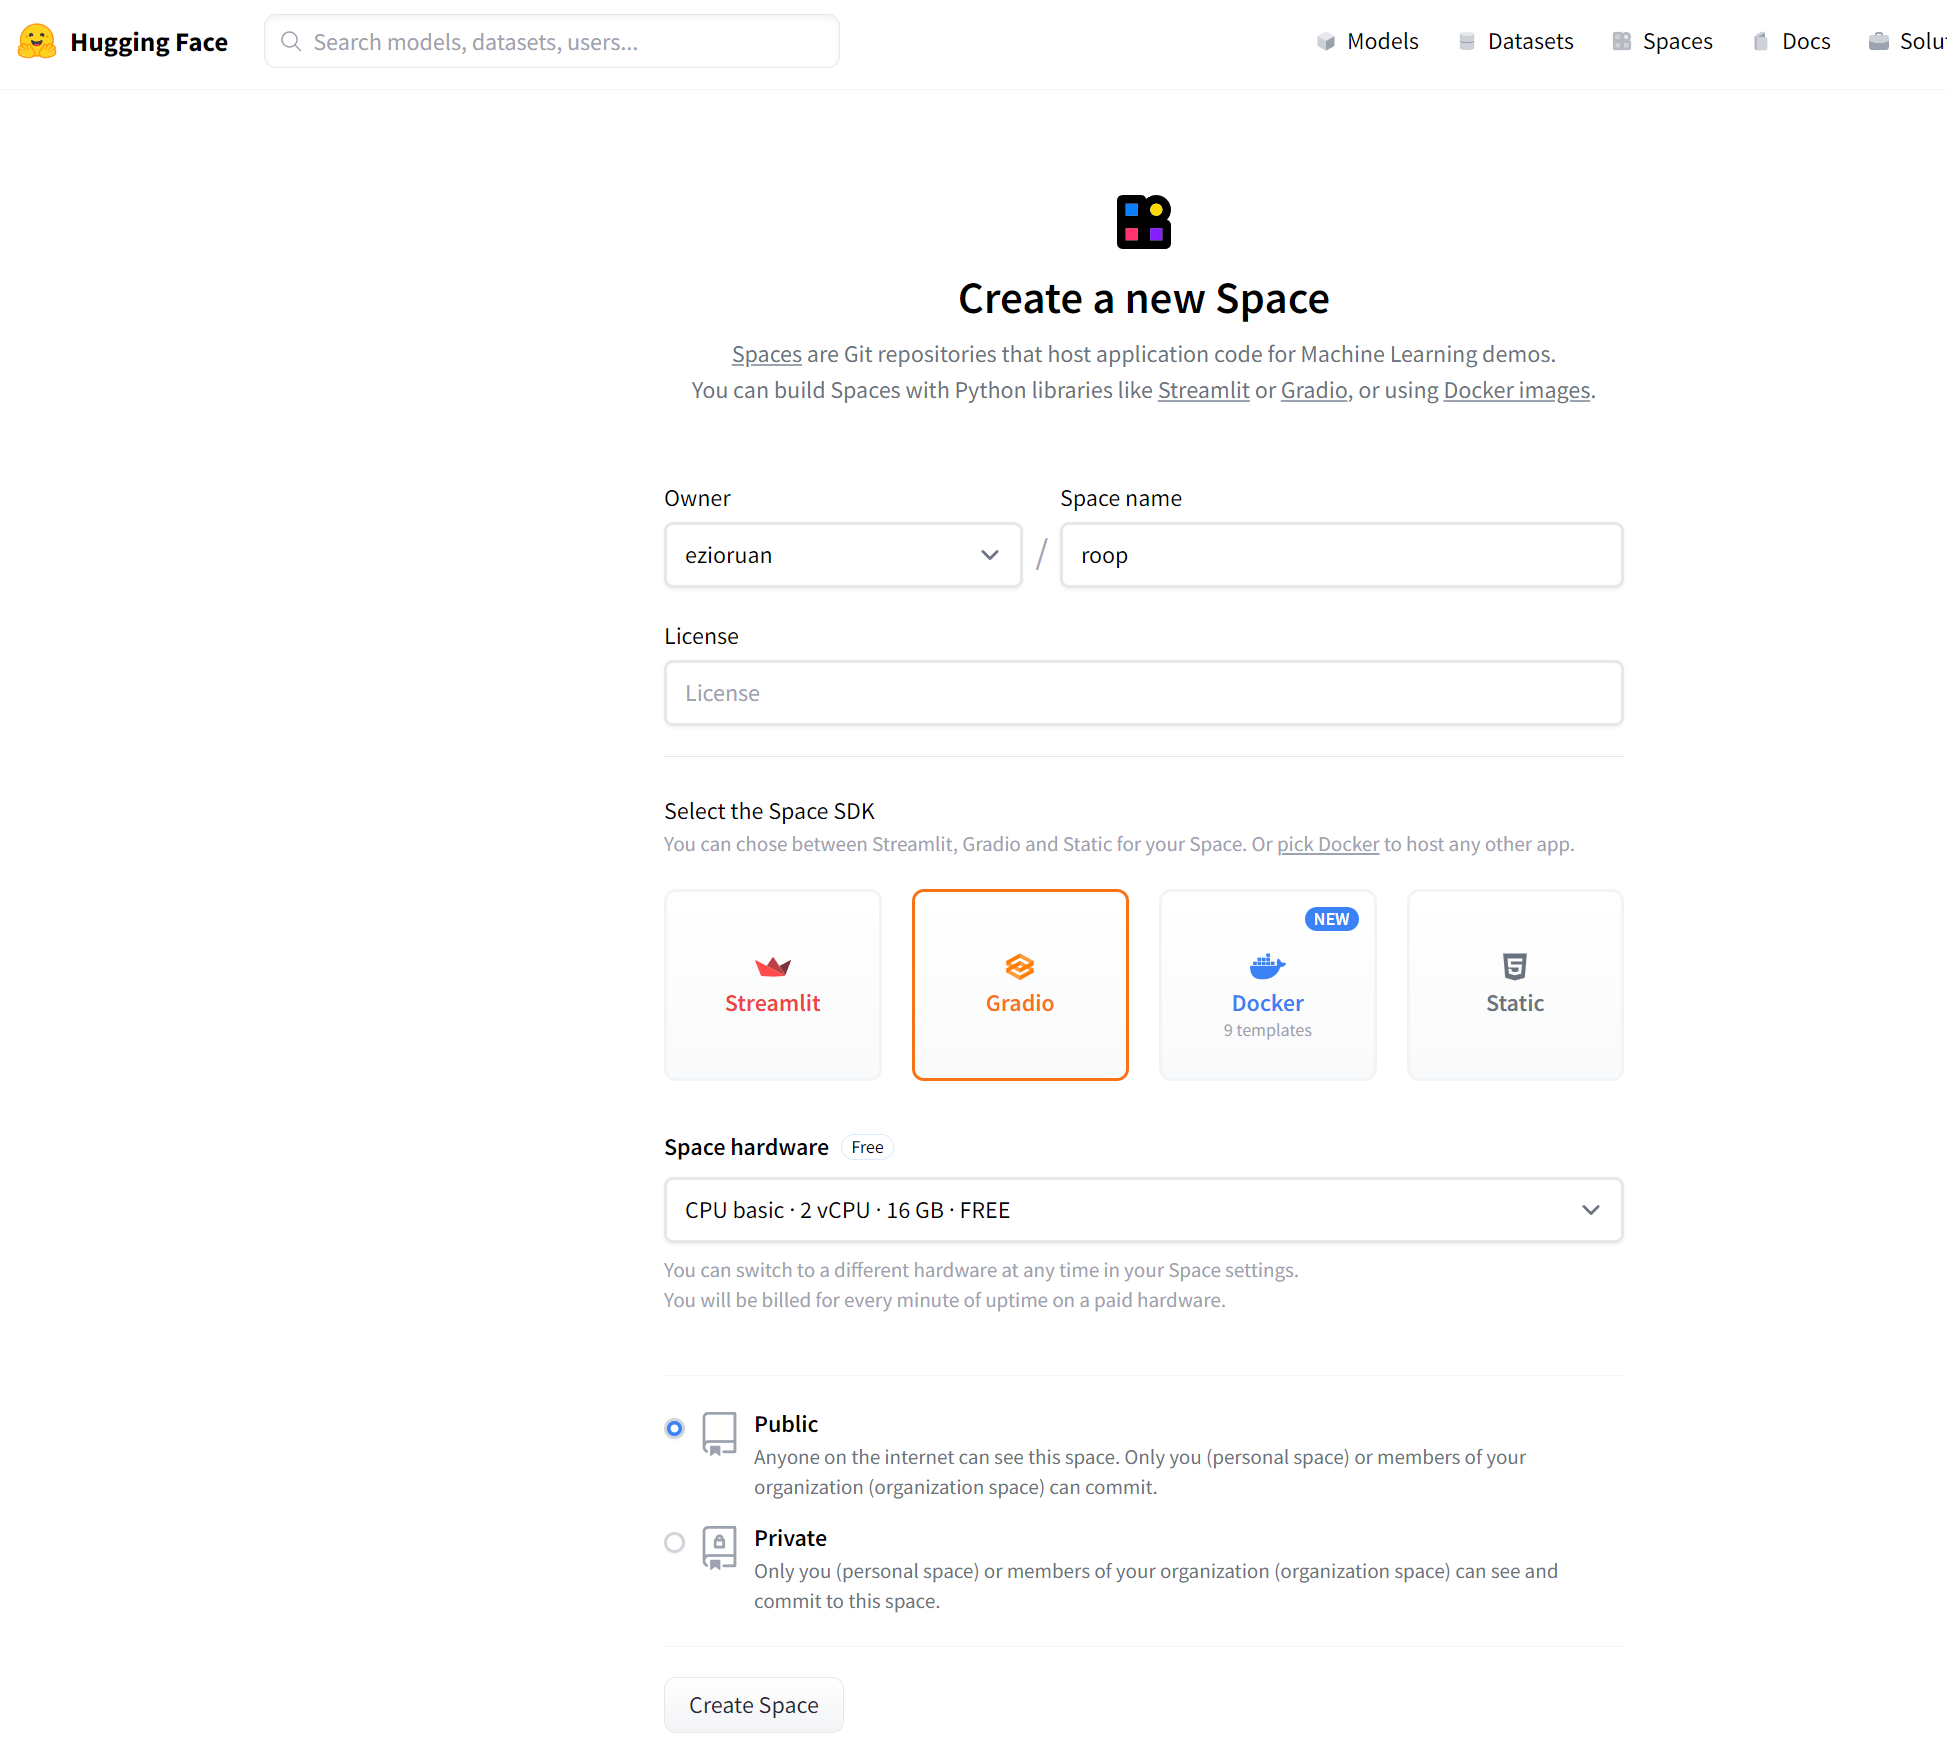 Hugging Face
Search models, datasets, users...
Models
Datasets
Spaces
Docs
Solut
Create a new Space
Spaces are Git repositories that host application code for Machine Learning demos.
You can build Spaces with Python libraries like Streamlit or Gradio, or using Docker images.
Owner
Space name
ezioruan
/
roop
License
License
Select the Space SDK
You can chose between Streamlit, Gradio and Static for your Space. Or pick Docker to host any other app.
Streamlit
Gradio
NEW
Docker
9 templates
Static
Space hardware Free
CPU basic · 2 vCPU · 16 GB · FREE
You can switch to a different hardware at any time in your Space settings.
You will be billed for every minute of uptime on a paid hardware.
Public
Anyone on the internet can see this space. Only you (personal space) or members of your
organization (organization space) can commit.
Private
Only you (personal space) or members of your organization (organization space) can see and
commit to this space.
Create Space